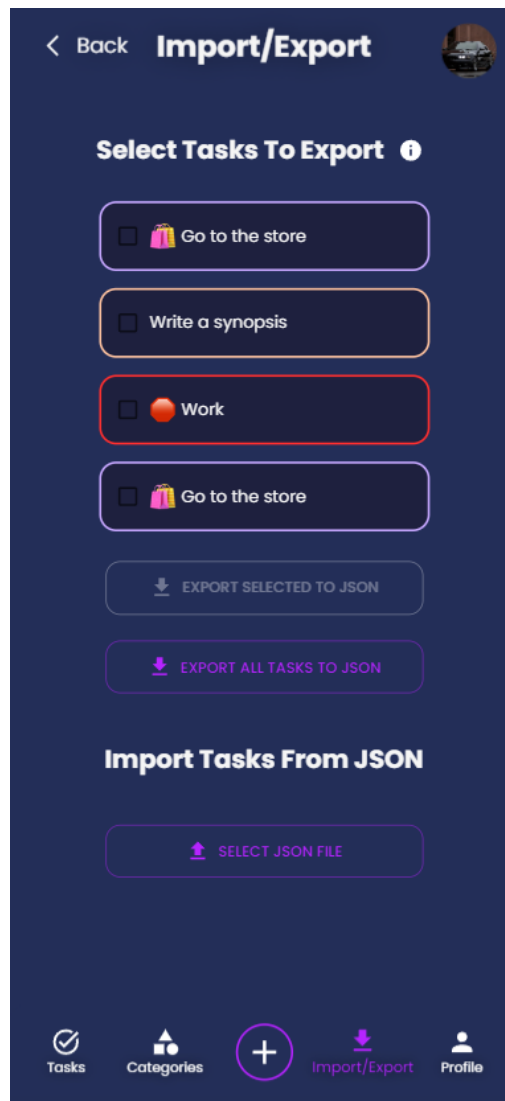 Back Import/Export
Select Tasks To Export
Go to the store
Write a synopsis
Work
Go to the store
EXPORT SELECTED TO JSON
EXPORT ALL TASKS TO JSON
Import Tasks From JSON
SELECT JSON FILE
Tasks Categories Import/Export Profile